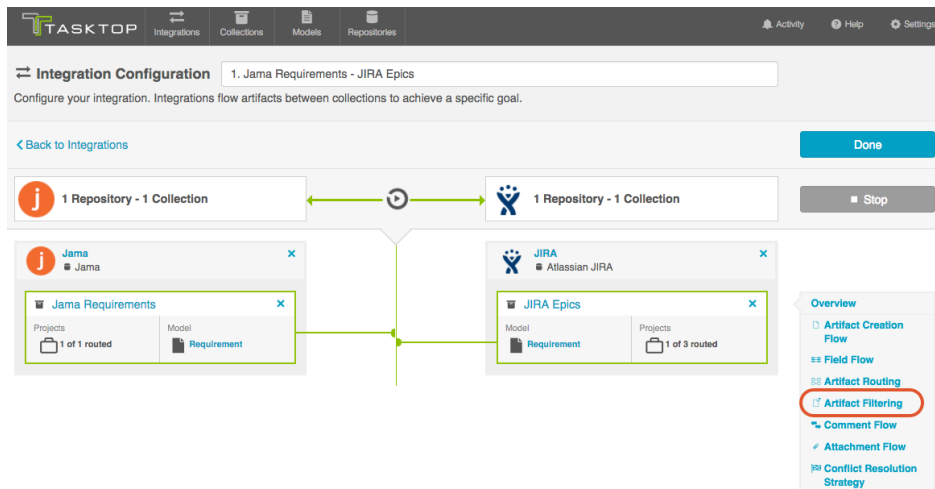 TASKTOP
Integrations
Collections
Models
Repositories
Activity
Help
Settings
Integration Configuration
1. Jama Requirements - JIRA Epics
Configure your integration. Integrations flow artifacts between collections to achieve a specific goal.
Back to Integrations
Done
j
1 Repository - 1 Collection
1 Repository - 1 Collection
Stop
j
Jama
Jama
JIRA
Atlassian JIRA
Jama Requirements
Projects
1 of 1 routed
Model
Requirement
JIRA Epics
Model
Requirement
Projects
1 of 3 routed
Overview
Artifact Creation
Flow
Field Flow
Artifact Routing
Artifact Filtering
Comment Flow
Attachment Flow
Conflict Resolution
Strategy